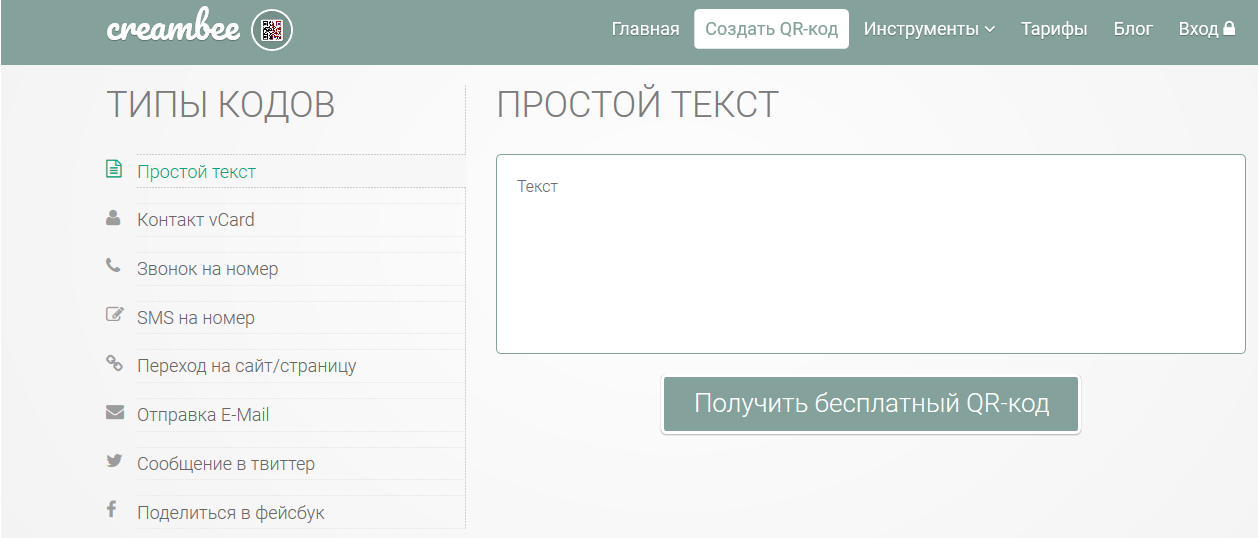 creambee
Главная
Создать QR-код
Инструменты
Тарифы
Блог
Вход
ТИПЫ КОДОВ
Простой текст
Контакт vCard
Звонок на номер
SMS на номер
Переход на сайт/страницу
Отправка E-Mail
Сообщение в твиттер
Поделиться в фейсбук
ПРОСТОЙ ТЕКСТ
Текст
Получить бесплатный QR-код